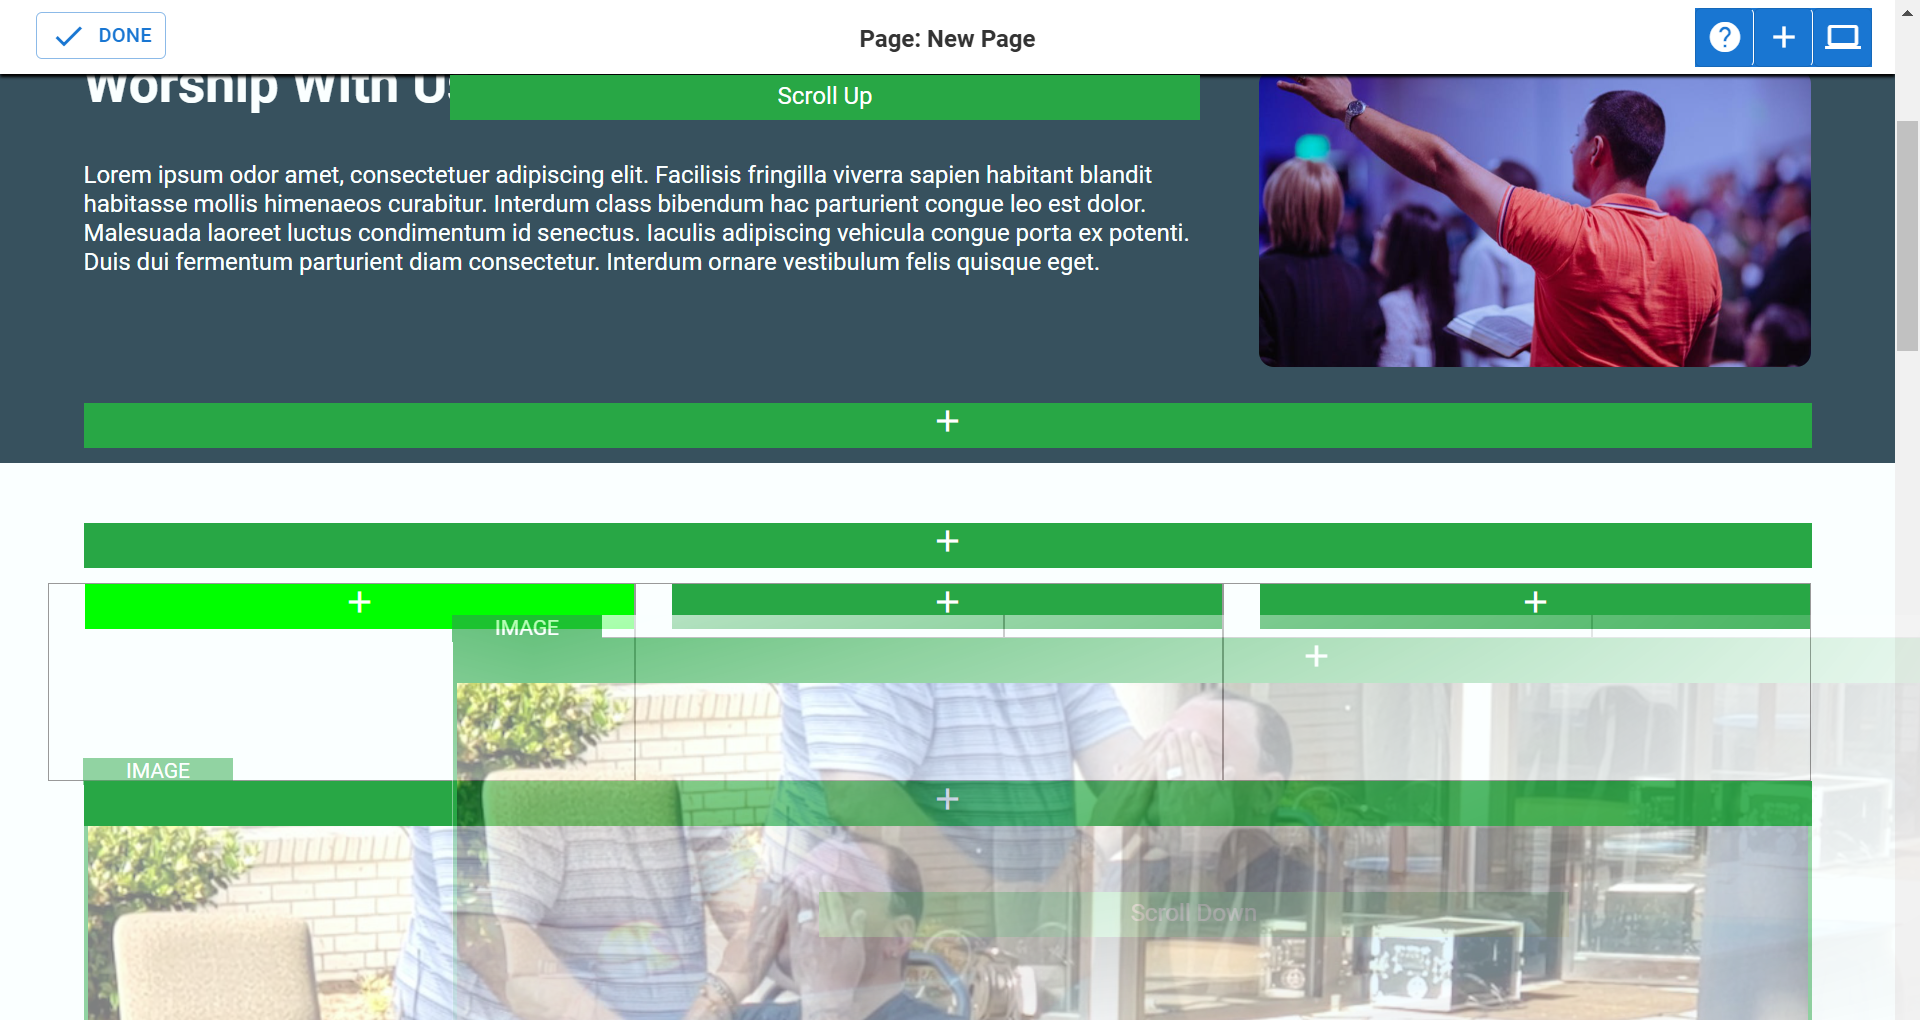 DONE
Page: New Page
Worship With Us
Scroll Up
Lorem ipsum odor amet, consectetuer adipiscing elit. Facilisis fringilla viverra sapien habitant blandit
habitasse mollis himenaeos curabitur. Interdum class bibendum hac parturient congue leo est dolor.
Malesuada laoreet luctus condimentum id senectus. Iaculis adipiscing vehicula congue porta ex potenti.
Duis dui fermentum parturient diam consectetur. Interdum ornare vestibulum felis quisque eget.
IMAGE
IMAGE
Scroll Down